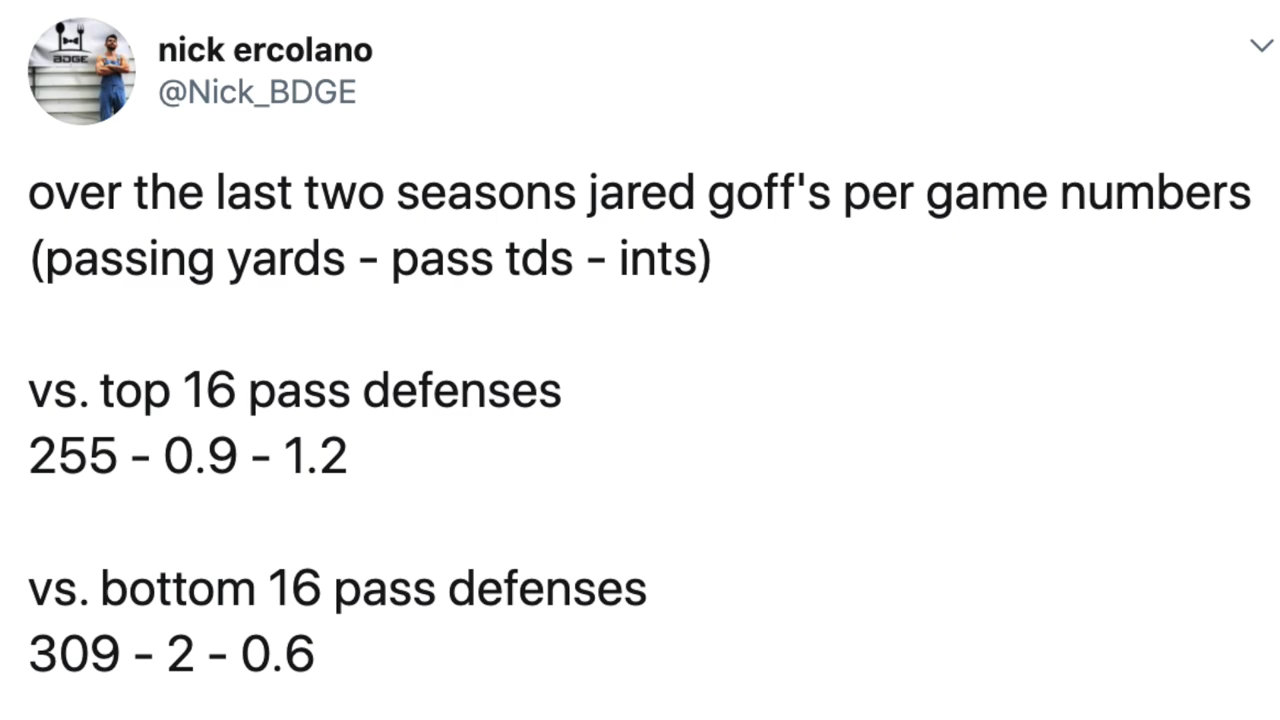 BDGE
nick ercolano
@Nick_BDGE
over the last two seasons jared goff's per game numbers
(passing yards - pass tds - ints)
vs. top 16 pass defenses
255 - 0.9 - 1.2
vs. bottom 16 pass defenses
309 - 2 - 0.6